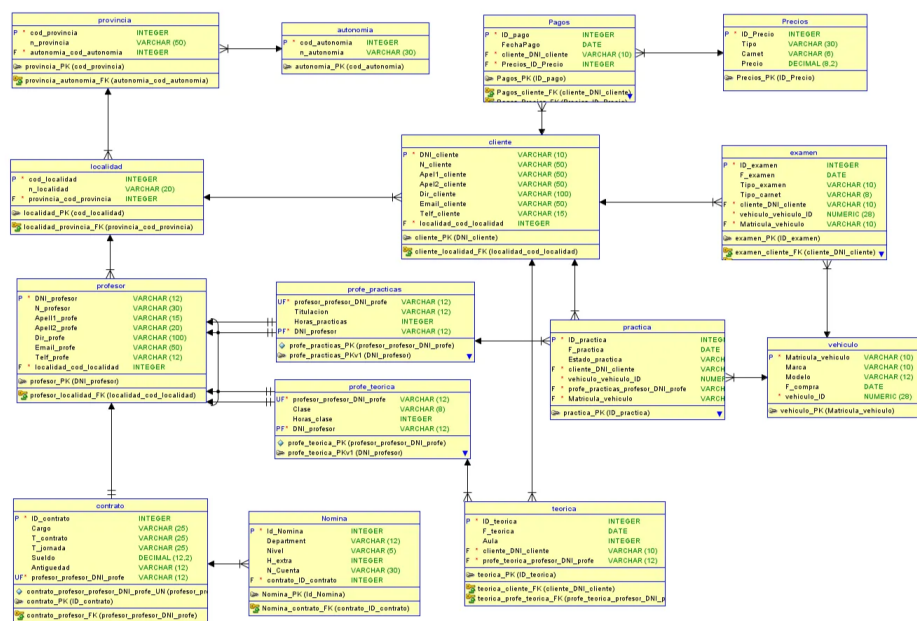 provincia
P * cod_provincia INTEGER
n_provincia VARCHAR (50)
F * autonomia_cod_autonomia INTEGER
provincia_PK (cod_provincia)
provincia_autonomia_FK (autonomia_cod_autonomia)
autonomia
P * cod_autonomia INTEGER
n_autonomia VARCHAR (30)
autonomia_PK (cod_autonomia)
Pagos
P * ID_pago INTEGER
FechaPago DATE
F * cliente_DNI_cliente VARCHAR (10)
F * Precios_ID_Precio INTEGER
Pagos_PK (ID_pago)
Pagos_cliente_FK (cliente_DNI_cliente)
Pagos_Precios_FK (Precios_ID_Precio)
Precios
P * ID_Precio INTEGER
Tipo VARCHAR (30)
Carnet VARCHAR (6)
Precio DECIMAL (8,2)
Precios_PK (ID_Precio)
localidad
P * cod_localidad INTEGER
n_localidad VARCHAR (20)
F * provincia_cod_provincia INTEGER
localidad_PK (cod_localidad)
localidad_provincia_FK (provincia_cod_provincia)
cliente
P * DNI_cliente VARCHAR (10)
N_cliente VARCHAR (50)
Apel1_cliente VARCHAR (50)
Apel2_cliente VARCHAR (50)
Dir_cliente VARCHAR (100)
Email_cliente VARCHAR (50)
Telf_cliente VARCHAR (15)
F * localidad_cod_localidad INTEGER
cliente_PK (DNI_cliente)
cliente_localidad_FK (localidad_cod_localidad)
examen
P * ID_examen INTEGER
F_examen DATE
Tipo_examen VARCHAR (10)
Tipo_carnet VARCHAR (8)
F * cliente_DNI_cliente VARCHAR (10)
* vehiculo_vehiculo_ID NUMERIC (28)
F * Matricula_vehiculo VARCHAR (10)
examen_PK (ID_examen)
examen_cliente_FK (cliente_DNI_cliente)
profesor
P * DNI_profesor VARCHAR (12)
N_profesor VARCHAR (30)
Apell1_profe VARCHAR (15)
Apell2_profe VARCHAR (20)
Dir_profe VARCHAR (100)
Email_profe VARCHAR (50)
Telf_profe VARCHAR (12)
F * localidad_cod_localidad INTEGER
profesor_PK (DNI_profesor)
profesor_localidad_FK (localidad_cod_localidad)
profe_practicas
UF* profesor_profesor_DNI_profe VARCHAR (12)
Titulacion VARCHAR (12)
Horas_practicas INTEGER
PF* DNI_profesor VARCHAR (12)
profe_practicas_PK (profesor_profesor_DNI_profe)
profe_practicas_PKv1 (DNI_profesor)
practica
P * ID_practica INTEG
F_practica DATE
Estado_practica VARCH
F * cliente_DNI_cliente VARCH
* vehiculo_vehiculo_ID NUMER
F * profe_practicas_profesor_DNI_profe VARCH
F * Matricula_vehiculo VARCH
practica_PK (ID_practica)
vehiculo
P * Matricula_vehiculo VARCHAR (10)
Marca VARCHAR (10)
Modelo VARCHAR (12)
F_compra DATE
* vehiculo_ID NUMERIC (28)
vehiculo_PK (Matricula_vehiculo)
profe_teorica
UF* profesor_profesor_DNI_profe VARCHAR (12)
Clase VARCHAR (8)
Horas_clase INTEGER
PF* DNI_profesor VARCHAR (12)
profe_teorica_PK (profesor_profesor_DNI_profe)
profe_teorica_PKv1 (DNI_profesor)
contrato
P * ID_contrato INTEGER
Cargo VARCHAR (25)
T_contrato VARCHAR (25)
T_jornada VARCHAR (25)
Sueldo DECIMAL (12,2)
Antiguedad VARCHAR (12)
UF* profesor_profesor_DNI_profe VARCHAR (12)
contrato_profesor_profesor_DNI_profe_UN (profesor_pr
contrato_PK (ID_contrato)
contrato_profesor_FK (profesor_profesor_DNI_profe)
Nomina
P * Id_Nomina INTEGER
Department VARCHAR (12)
Nivel VARCHAR (5)
H_extra INTEGER
N_Cuenta VARCHAR (30)
F * contrato_ID_contrato INTEGER
Nomina_PK (Id_Nomina)
Nomina_contrato_FK (contrato_ID_contrato)
teorica
P * ID_teorica INTEGER
F_teorica DATE
Aula INTEGER
F * cliente_DNI_cliente VARCHAR (10)
F * profe_teorica_profesor_DNI_profe VARCHAR (12)
teorica_PK (ID_teorica)
teorica_cliente_FK (cliente_DNI_cliente)
teorica_profe_teorica_FK (profe_teorica_profesor_DNI_p